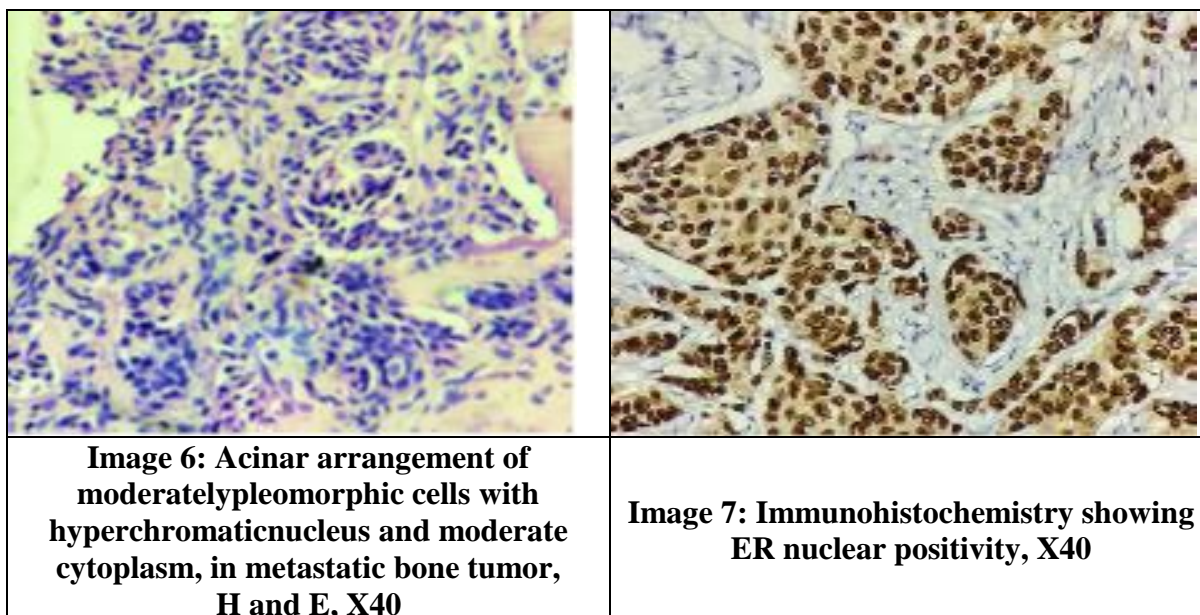 Image 6: Acinar arrangement of
moderatelypleomorphic cells with
hyperchromaticnucleus and moderate
cytoplasm, in metastatic bone tumor,
H and E, X40
Image 7: Immunohistochemistry showing
ER nuclear positivity, X40